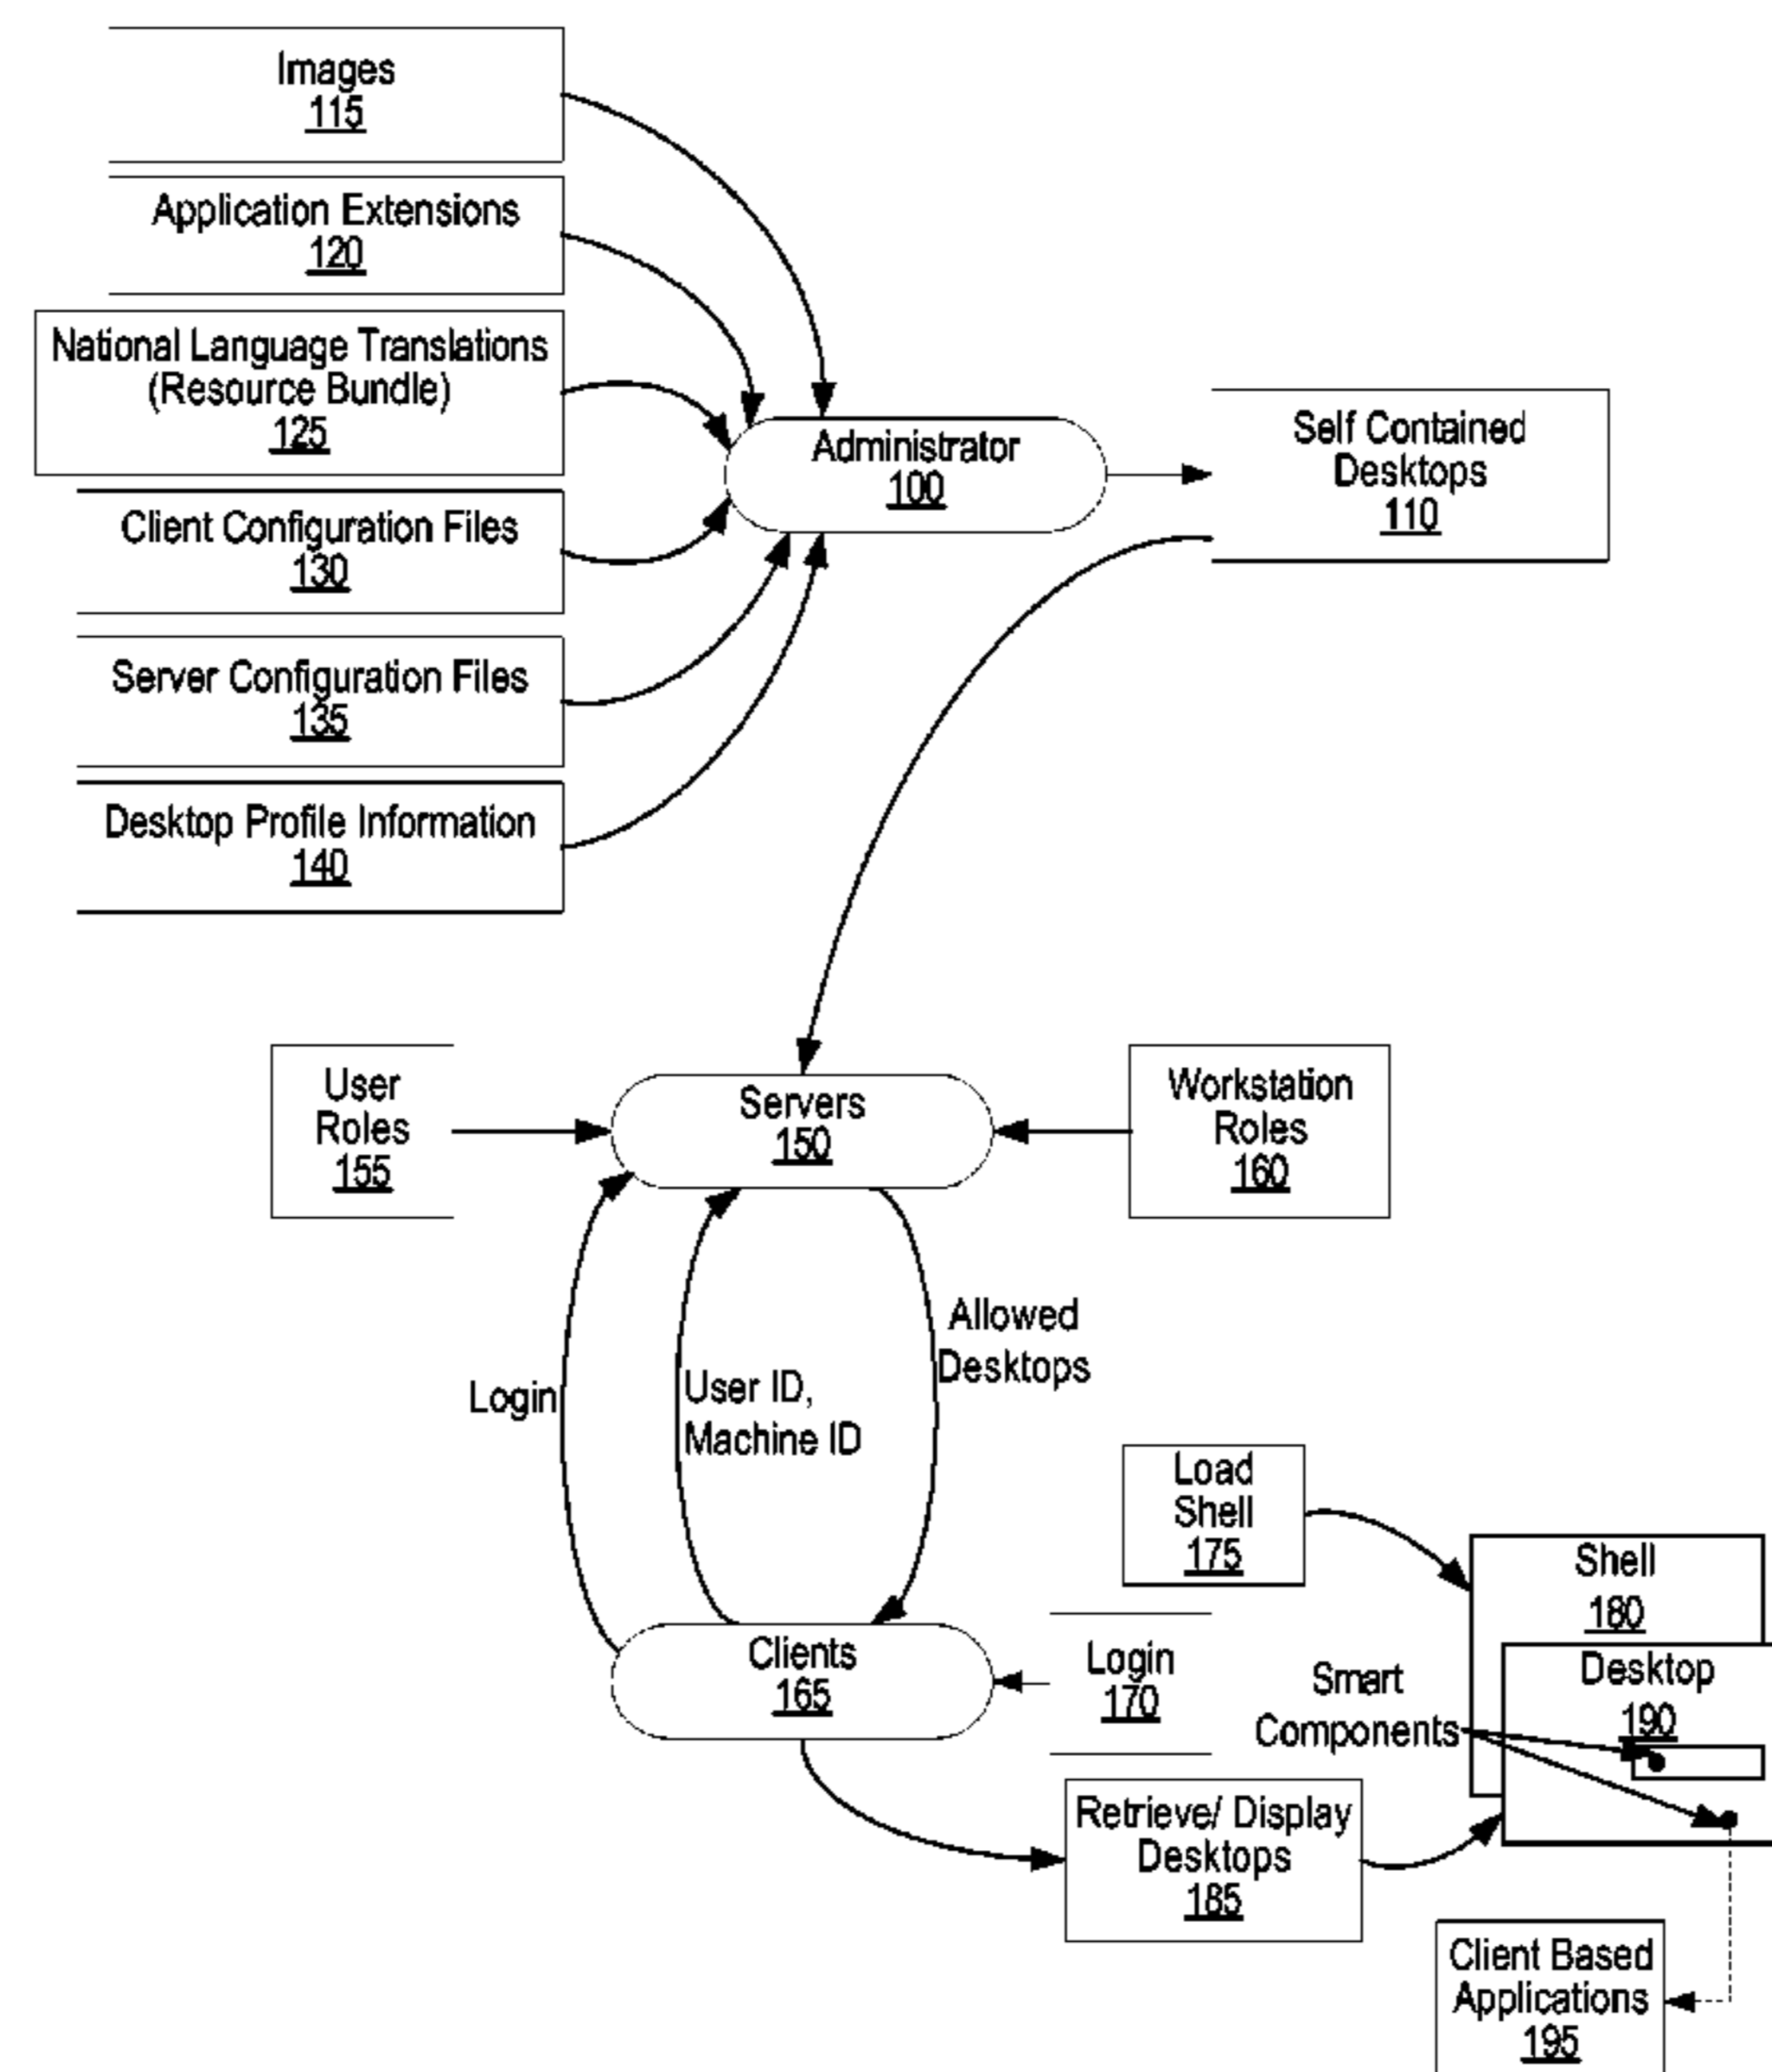 Images
115
Application Extensions
120
National Language Translations
(Resource Bundle)
125
Client Configuration Files
130
Server Configuration Files
135
Desktop Profile Information
140
Administrator
100
Self Contained
Desktops
110
User
Roles
155
Servers
150
Workstation
Roles
160
Login
User ID,
Machine ID
Allowed
Desktops
Clients
165
Login
170
Load
Shell
175
Shell
180
Desktop
190
Smart
Components
Retrieve/ Display
Desktops
185
Client Based
Applications
195